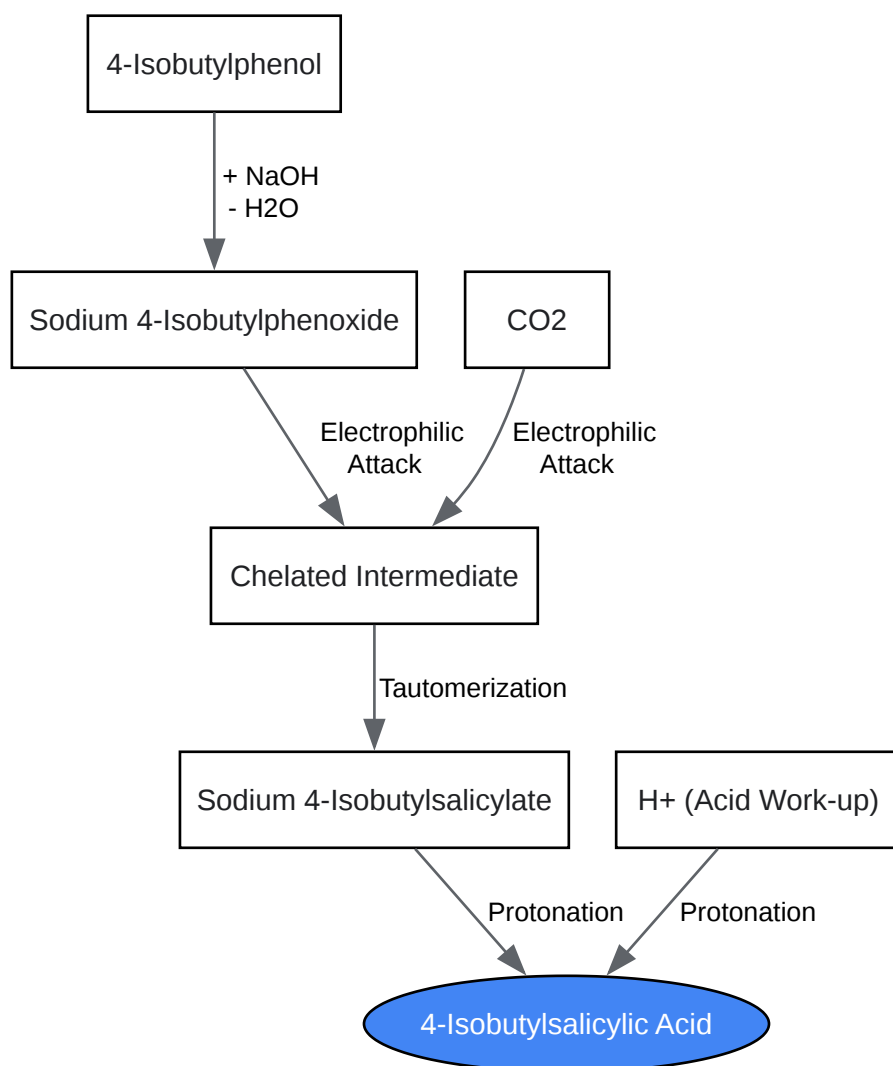 4-Isobutylphenol
+ NaOH
- H2O
Sodium 4-Isobutylphenoxide
CO2
Electrophilic
Attack
Electrophilic
Attack
Chelated Intermediate
Tautomerization
Sodium 4-Isobutylsalicylate
H+ (Acid Work-up)
Protonation
Protonation
4-Isobutylsalicylic Acid